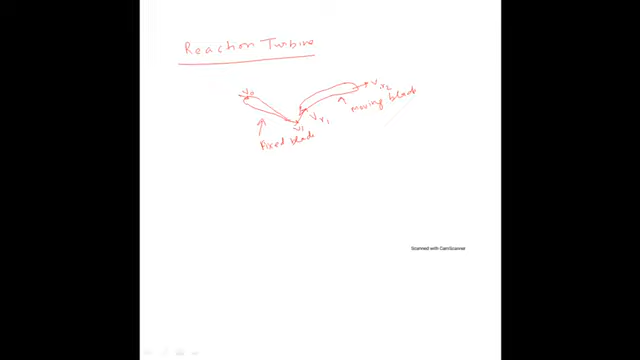 Reaction Turbine
V0
Vr2
V1
Vr1
moving blade
Fixed blade
Scanned with CamScanner